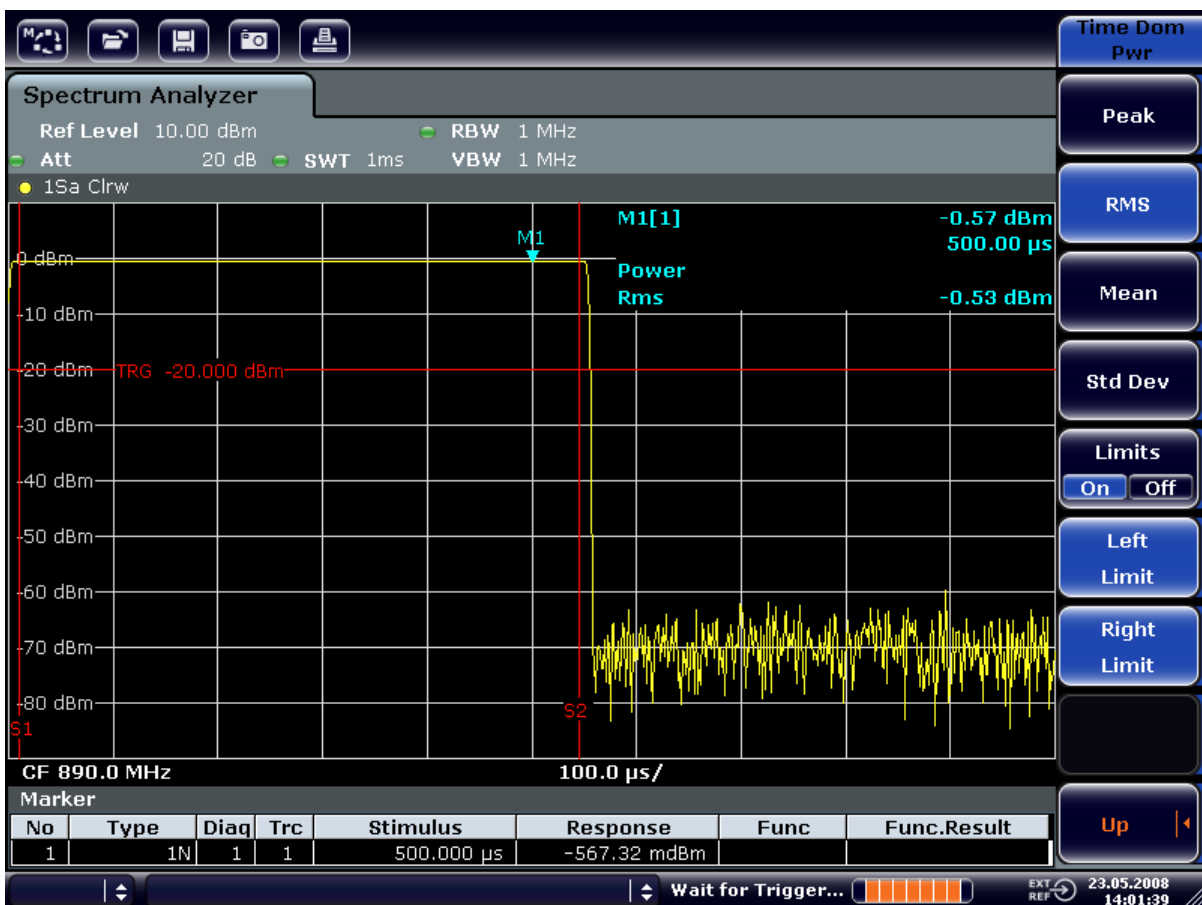 Time Dom
Pwr
Spectrum Analyzer
Ref Level 10.00 dBm RBW 1 MHz
Att 20 dB SWT 1ms VBW 1 MHz
1Sa Clrw
M1[1] -0.57 dBm
500.00 µs
M1
Power
Rms -0.53 dBm
0 dBm
-10 dBm
-20 dBm TRG -20.000 dBm
-30 dBm
-40 dBm
-50 dBm
-60 dBm
-70 dBm
-80 dBm
S1
S2
CF 890.0 MHz 100.0 µs/
Marker
No Type Diaq Trc Stimulus Response Func Func.Result
1 1N 1 1 500.000 µs -567.32 mdBm
Wait for Trigger...
EXT
REF
23.05.2008
14:01:39
Peak
RMS
Mean
Std Dev
Limits
On Off
Left
Limit
Right
Limit
Up
M